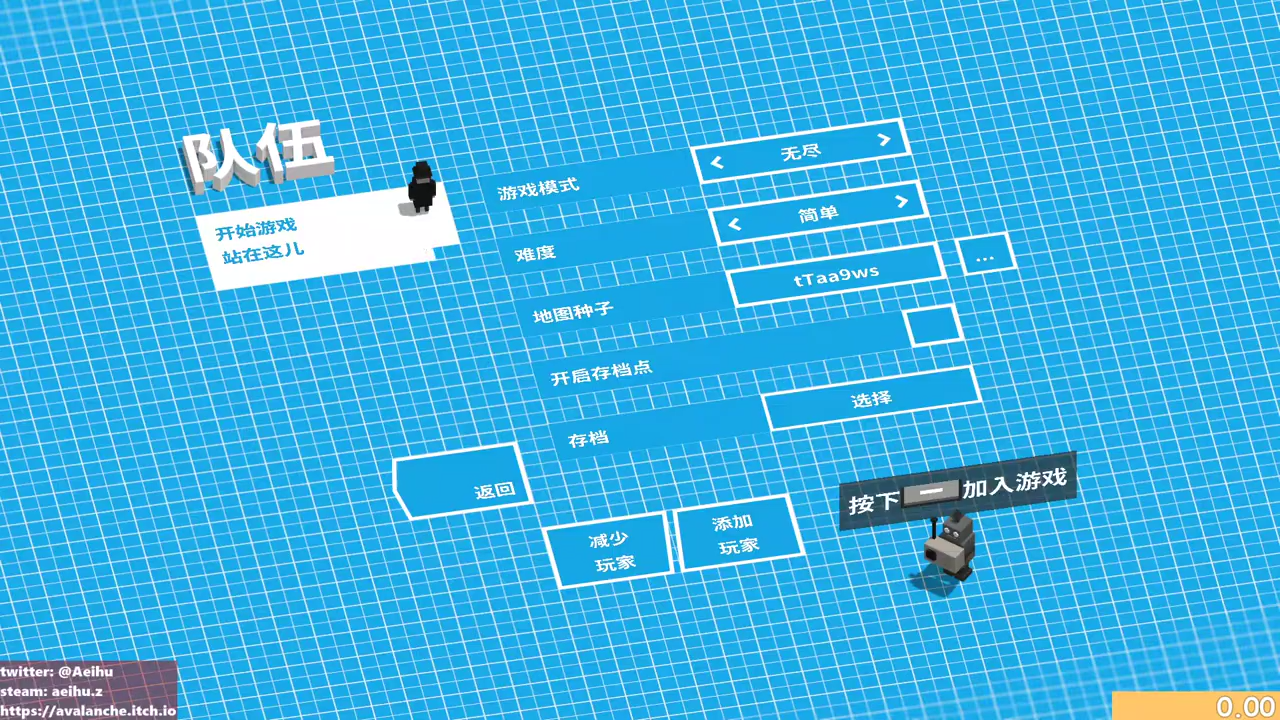 队伍
开始游戏
站在这儿
游戏模式
无尽
难度
简单
地图种子
tTaa9ws
...
开启存档点
存档
选择
返回
减少
玩家
添加
玩家
按下 加入游戏
twitter: @Aeihu
steam: aeihu.z
https://avalanche.itch.io
0.00